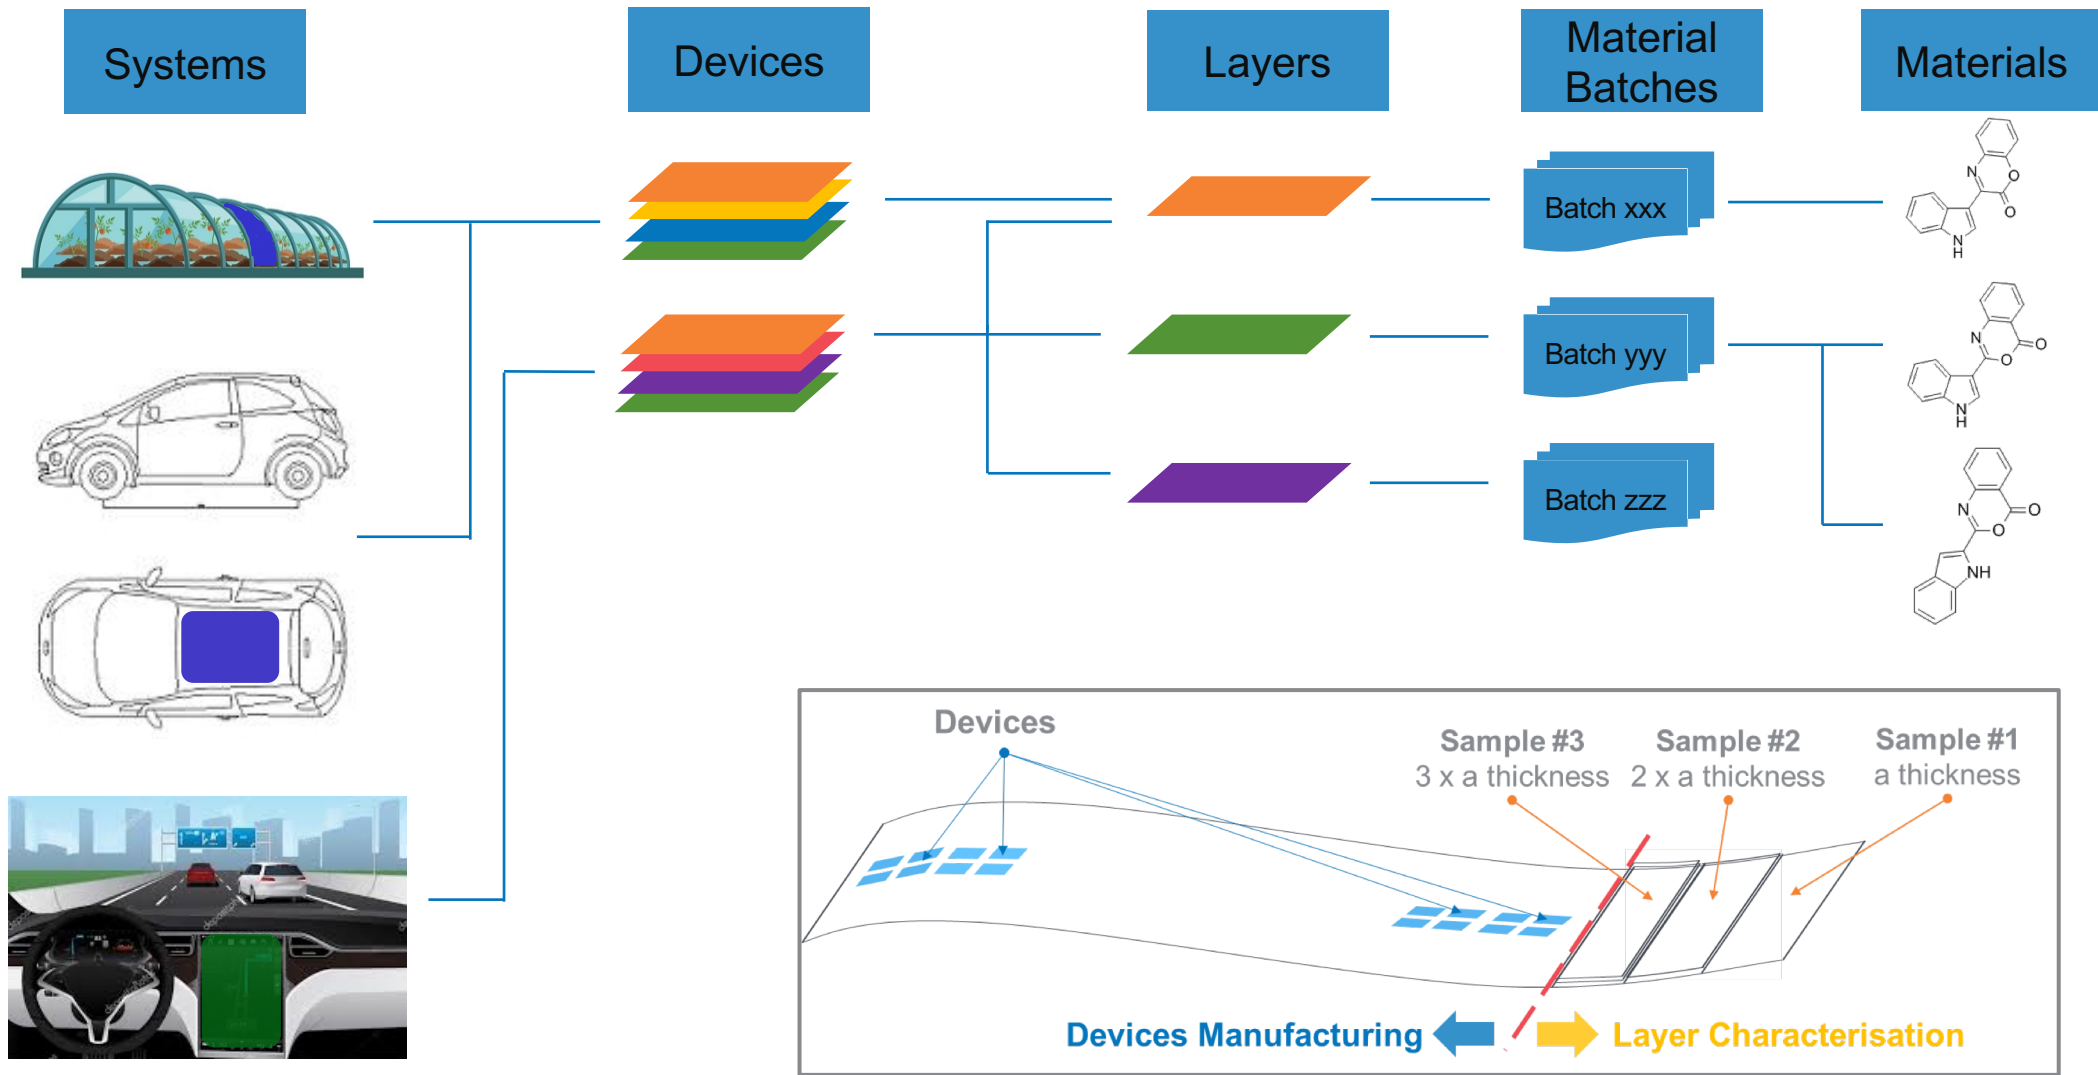 Systems
Devices
Layers
Material
Batches
Materials
Batch xxx
Batch yyy
Batch zzz
N
O
O
N
H
N
O
O
N
H
N
O
O
NH
Devices
Sample #3
3 x a thickness
Sample #2
2 x a thickness
Sample #1
a thickness
Devices Manufacturing
Layer Characterisation